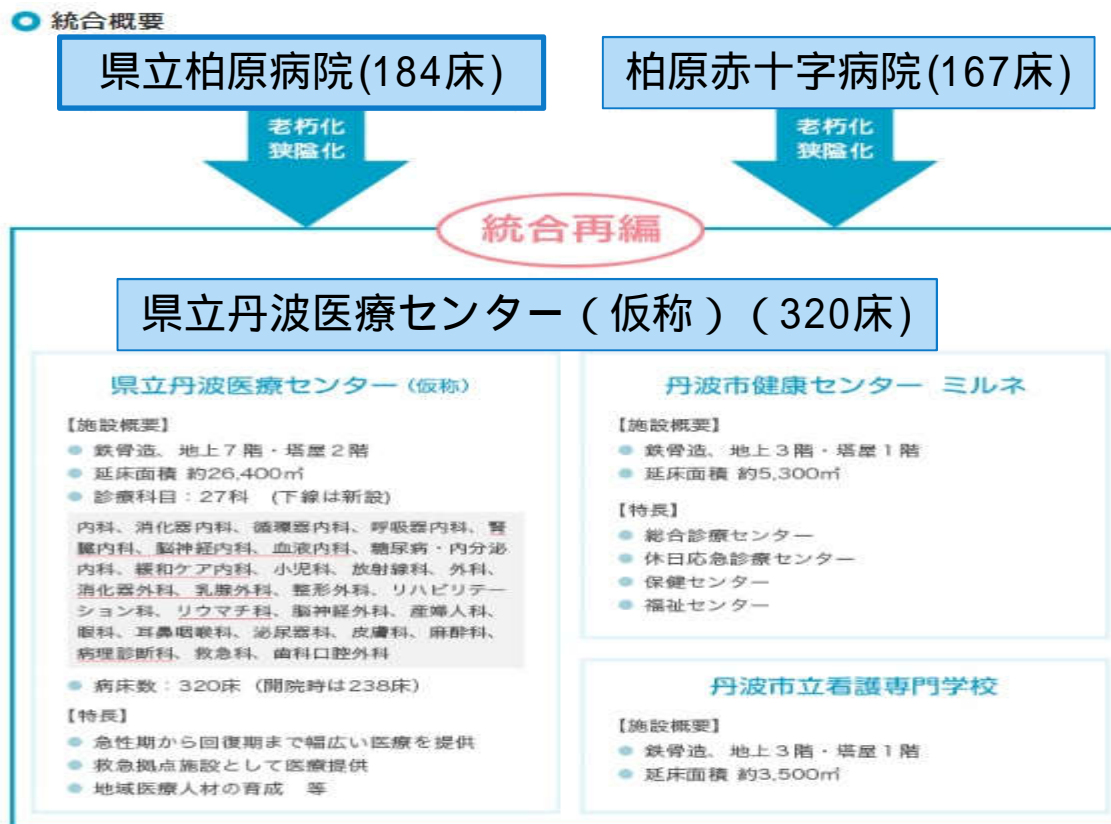 統合概要
県立柏原病院(184床)
柏原赤十字病院(167床)
老朽化
狭隘化
老朽化
狭隘化
統合再編
県立丹波医療センター（仮称）（320床)
県立丹波医療センター（仮称）
【施設概要】
鉄骨造、地上７階・塔屋２階
延床面積 約26,400㎡
診療科目：27科 (下線は新設)
内科、消化器内科、循環器内科、呼吸器内科、腎
臓内科、脳神経内科、血液内科、糖尿病・内分泌
内科、緩和ケア内科、小児科、放射線科、外科、
消化器外科、乳腺外科、整形外科、リハビリテー
ション科、リウマチ科、脳神経外科、産婦人科、
眼科、耳鼻咽喉科、泌尿器科、皮膚科、麻酔科、
病理診断科、救急科、歯科口腔外科
病床数：320床（開院時は238床）
【特長】
急性期から回復期まで幅広い医療を提供
救急拠点施設として医療提供
地域医療人材の育成　等
丹波市健康センター ミルネ
【施設概要】
鉄骨造、地上３階・塔屋１階
延床面積 約5,300㎡
【特長】
総合診療センター
休日応急診療センター
保健センター
福祉センター
丹波市立看護専門学校
【施設概要】
鉄骨造、地上３階・塔屋１階
延床面積 約3,500㎡